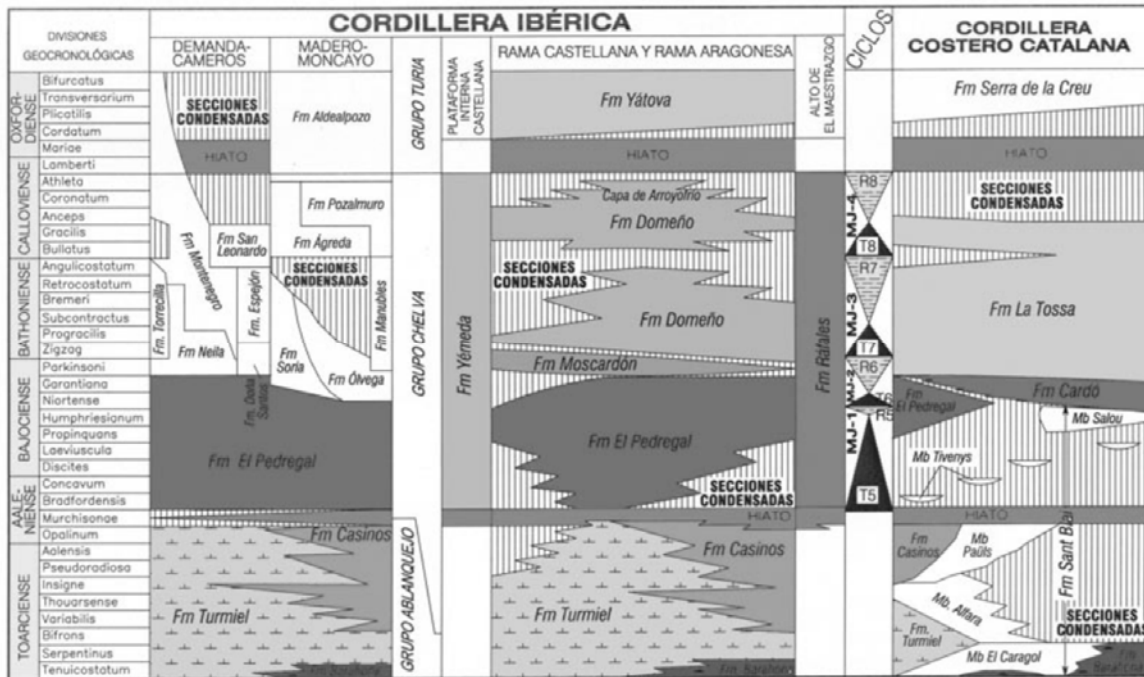 DIVISIONES
GEOCRONOLÓGICAS
CORDILLERA IBÉRICA
DEMANDA-
CAMEROS
MADERO-
MONCAYO
GRUPO TURIA
PLATAFORMA
INTERNA
CASTELLANA
RAMA CASTELLANA Y RAMA ARAGONESA
ALTO DE
EL MAESTRAZGO
CICLOS
CORDILLERA
COSTERO CATALANA
OXFOR-
DIENSE
Bifurcatus
Transversarium
Plicatilis
Cordatum
Mariae
CALLOVIENSE
Lamberti
Athleta
Coronatum
Anceps
Gracilis
Bullatus
BATHONIENSE
Angulicostatum
Retrocostatum
Bremeri
Subcontractus
Progracilis
Zigzag
BAJOCIENSE
Parkinsoni
Garantiana
Niortense
Humphriesianum
Propinquans
Laeviuscula
Discites
AALE-
NIENSE
Concavum
Bradfordensis
Murchisonae
Opalinum
TOARCIENSE
Aalensis
Pseudoradiosa
Insigne
Thouarsense
Variabilis
Bifrons
Serpentinus
Tenuicostatum
SECCIONES
CONDENSADAS
HIATO
Fm Aldealpozo
Fm Pozalmuro
Fm San
Leonardo
Fm Ágreda
Fm Montenegro
SECCIONES
CONDENSADAS
Fm. Torrecilla
Fm. Espejón
Fm Manubles
Fm Neila
Fm Soria
Fm Ólvega
Fm El Pedregal
Fm Casinos
Fm Turmiel
GRUPO CHELVA
GRUPO ABLANQUEJO
Fm Yémeda
Fm Yátova
HIATO
Capa de Arroyofrío
Fm Domeño
SECCIONES
CONDENSADAS
Fm Domeño
Fm Moscardón
Fm El Pedregal
SECCIONES
CONDENSADAS
HIATO
Fm Casinos
Fm Turmiel
Fm Ráfales
R8
MJ-4
T8
R7
MJ-3
T7
R6
MJ-2
T6
R5
MJ-1
T5
Fm Serra de la Creu
HIATO
SECCIONES
CONDENSADAS
Fm La Tossa
Fm Cardó
Fm
El Pedregal
Mb Salou
Mb Tivenys
HIATO
Fm
Casinos
Mb
Paüls
Mb. Alfara
Fm.
Turmiel
SECCIONES
CONDENSADAS
Mb El Caragol